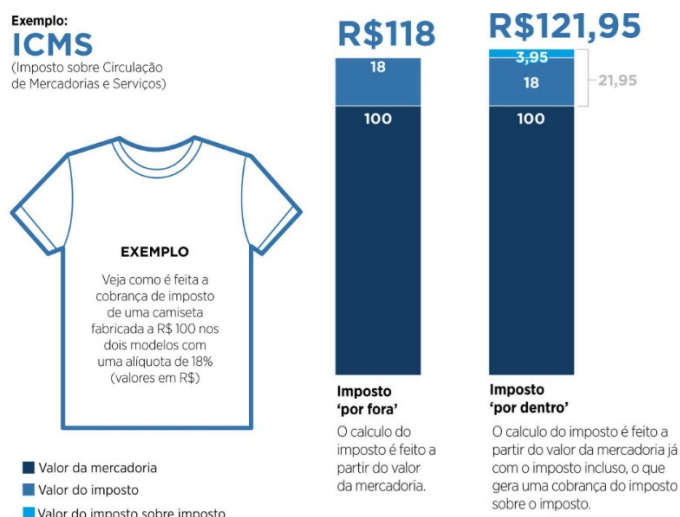 Exemplo:
ICMS
(Imposto sobre Circulação
de Mercadorias e Serviços)
EXEMPLO
Veja como é feita a
cobrança de imposto
de uma camiseta
fabricada a R$ 100 nos
dois modelos com
uma alíquota de 18%
(valores em R$)
Valor da mercadoria
Valor do imposto
Valor do imposto sobre imposto
R$118
18
100
Imposto
‘por fora’
O calculo do
imposto é feito a
partir do valor
da mercadoria.
R$121,95
3,95
18
21,95
100
Imposto
‘por dentro’
O calculo do imposto é feito a
partir do valor da mercadoria já
com o imposto incluso, o que
gera uma cobrança do imposto
sobre o imposto.